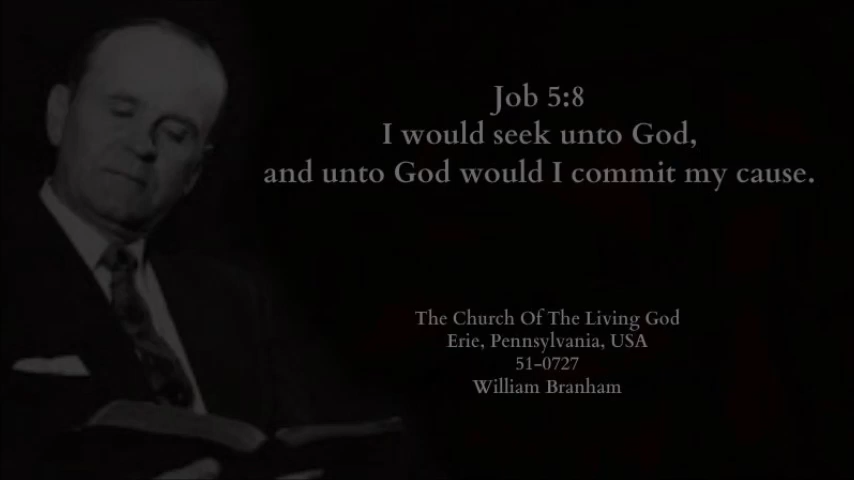 Job 5:8
I would seek unto God,
and unto God would I commit my cause.
The Church Of The Living God
Erie, Pennsylvania, USA
51-0727
William Branham